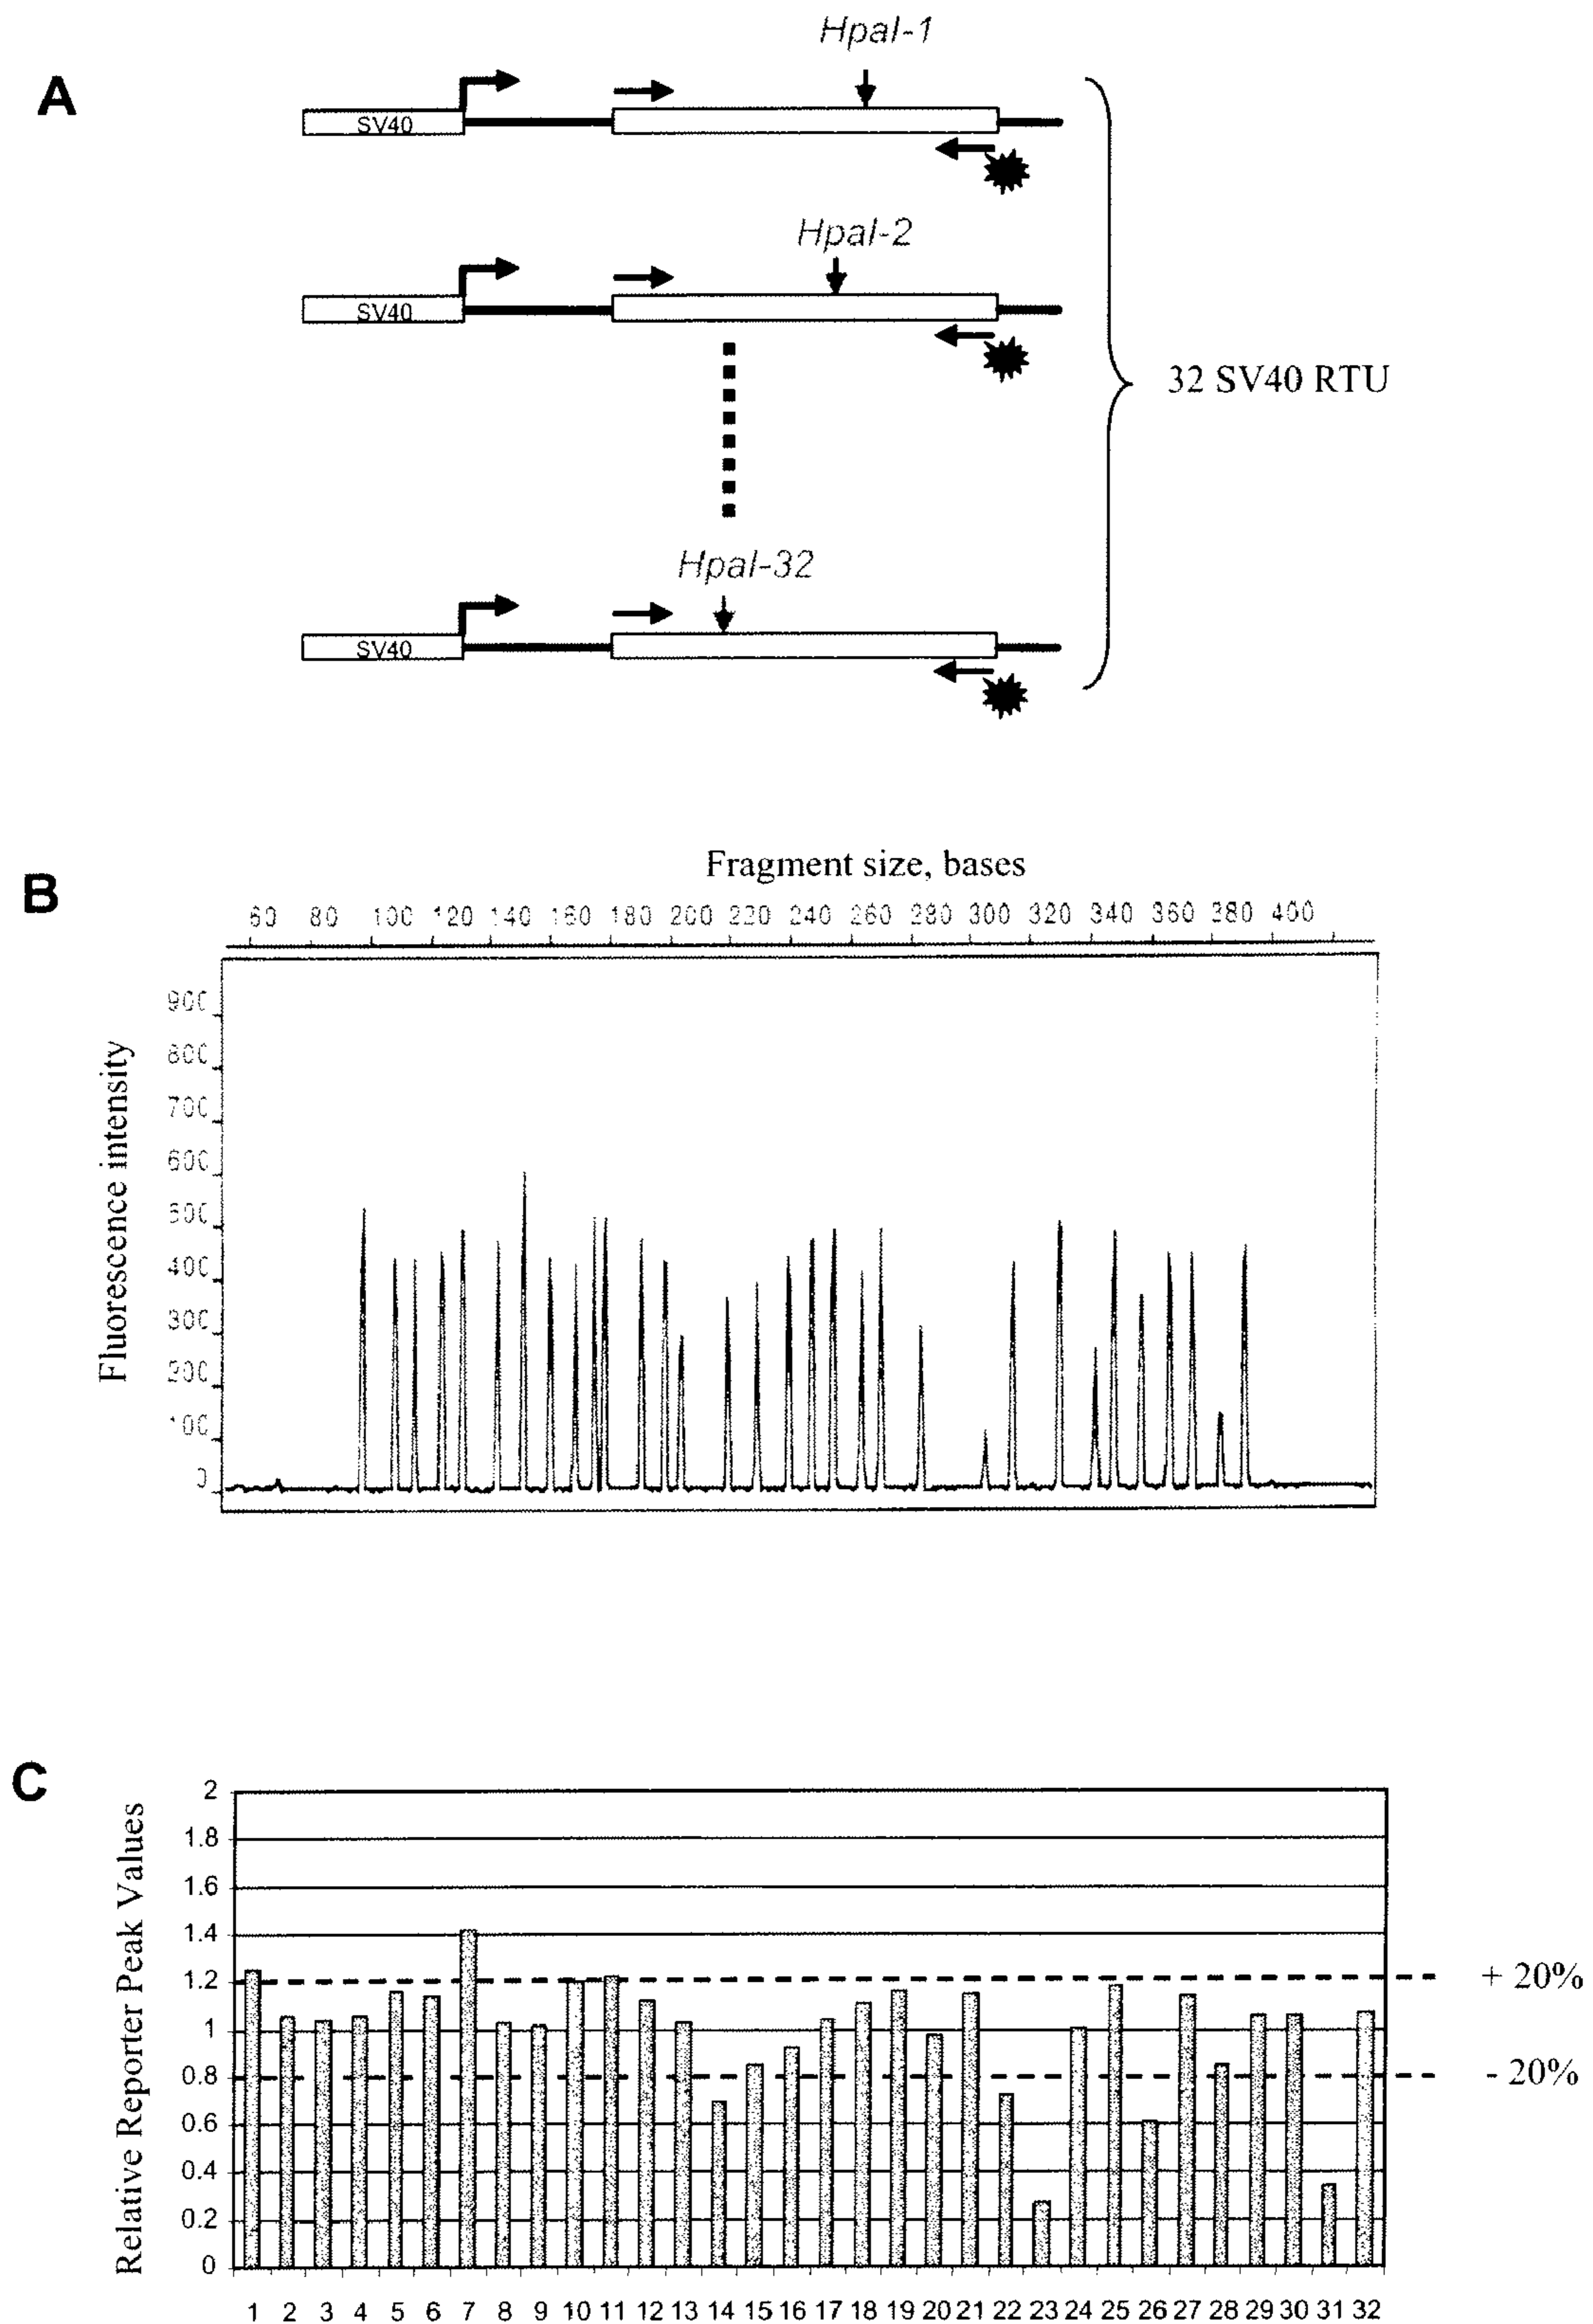 A
HpaI-1
SV40
HpaI-2
SV40
32 SV40 RTU
HpaI-32
SV40
B
Fragment size, bases
60 80 100 120 140 160 180 200 220 240 260 280 300 320 340 360 380 400
Fluorescence intensity
900
800
700
600
500
400
300
200
100
0
C
Relative Reporter Peak Values
2
1.8
1.6
1.4
1.2
1
0.8
0.6
0.4
0.2
0
+ 20%
- 20%
1 2 3 4 5 6 7 8 9 10 11 12 13 14 15 16 17 18 19 20 21 22 23 24 25 26 27 28 29 30 31 32